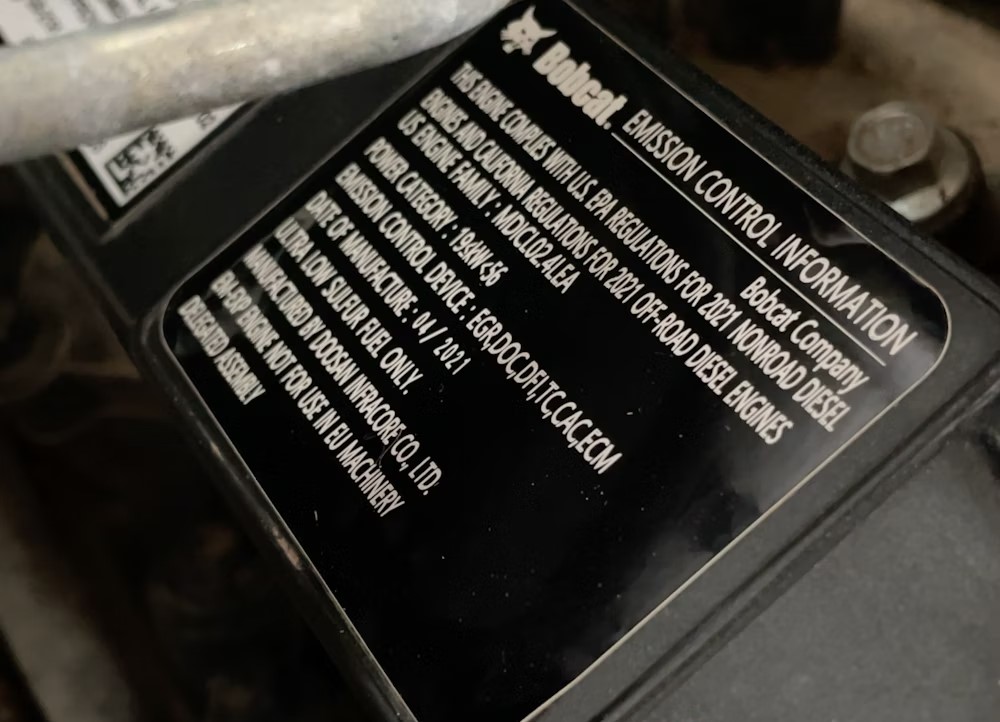 Bobcat. EMISSION CONTROL INFORMATION
Bobcat Company
THIS ENGINE COMPLIES WITH U.S. EPA REGULATIONS FOR 2021 NONROAD DIESEL
ENGINES AND CALIFORNIA REGULATIONS FOR 2021 OFF-ROAD DIESEL ENGINES
US ENGINE FAMILY : MDICL02.4LEA
POWER CATEGORY : 19≤kW<56
EMISSION CONTROL DEVICE: EGR,DOC,DFI,TC,CAC,ECM
DATE OF MANUFACTURE : 04 / 2021
ULTRA LOW SULFUR FUEL ONLY.
MANUFACTURED BY DOOSAN INFRACORE CO., LTD.
ENGINE NOT FOR USE IN EU MACHINERY
DELEGATED ASSEMBLY